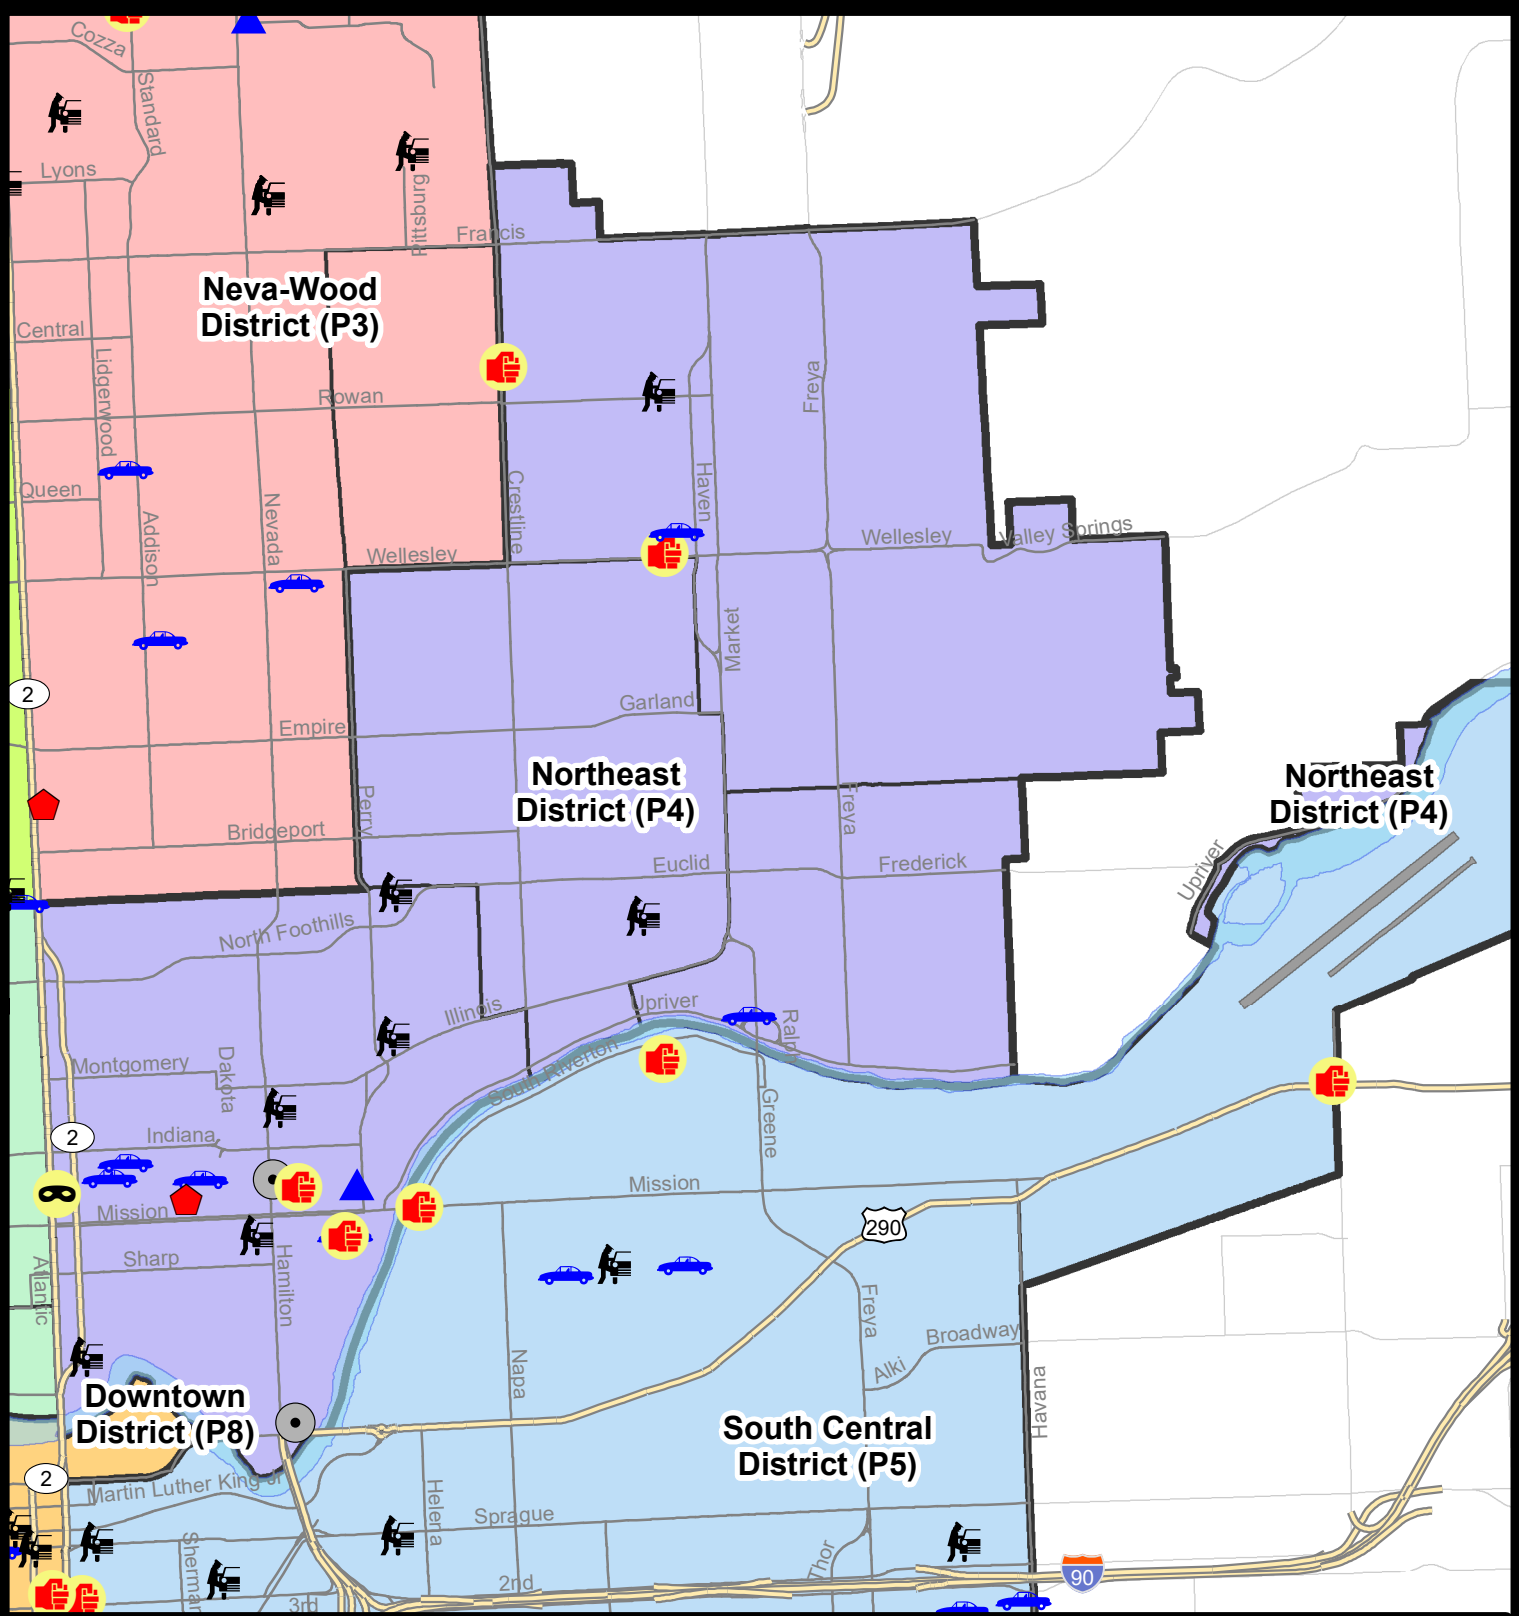 Cozza
Standard
Lyons
Pittsburg
Francis
Neva-Wood
District (P3)
Central
Lidgerwood
Rowan
Freya
Queen
Addison
Nevada
Crestline
Haven
Wellesley
Wellesley
Valley Springs
Market
2
Garland
Empire
Northeast
District (P4)
Northeast
District (P4)
Perry
Freya
Bridgeport
Euclid
Frederick
Upriver
North Foothills
Illinois
Upriver
Ralph
South Riverton
Montgomery
Dakota
Greene
2
Indiana
Mission
Mission
290
Sharp
Atlantic
Hamilton
Freya
Broadway
Alki
Napa
Havana
Downtown
District (P8)
South Central
District (P5)
2
Martin Luther King Jr
Helena
Sprague
Sherman
Thor
2nd
90
3rd